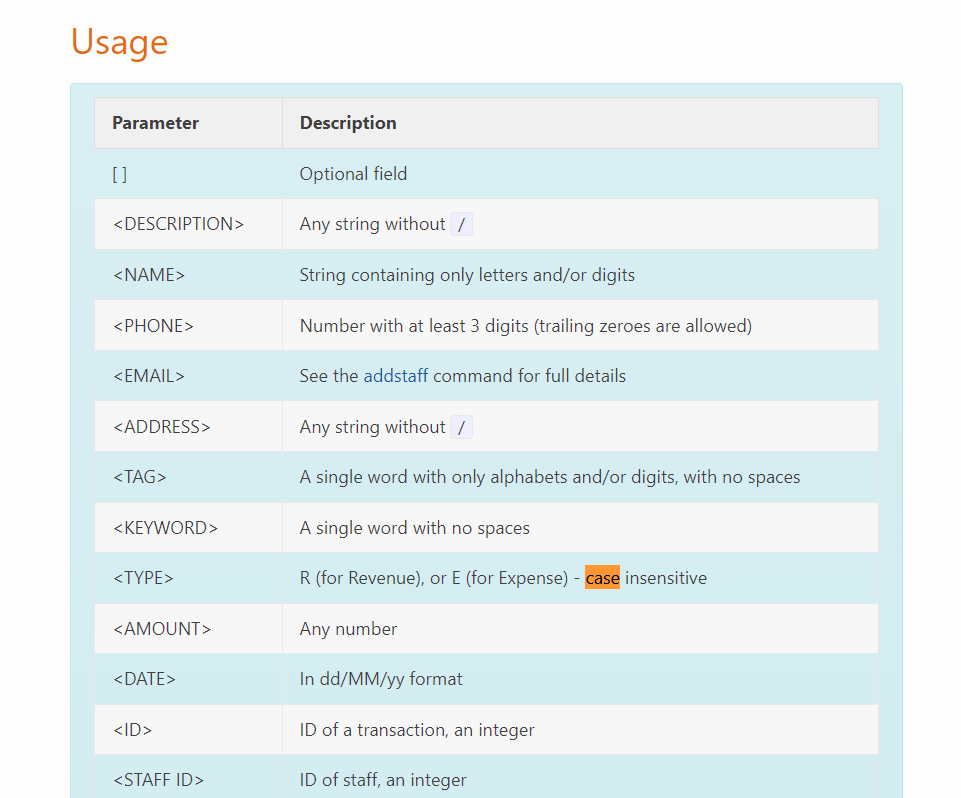 Usage
Parameter Description
[ ] Optional field
<DESCRIPTION> Any string without /
<NAME> String containing only letters and/or digits
<PHONE> Number with at least 3 digits (trailing zeroes are allowed)
<EMAIL> See the addstaff command for full details
<ADDRESS> Any string without /
<TAG> A single word with only alphabets and/or digits, with no spaces
<KEYWORD> A single word with no spaces
<TYPE> R (for Revenue), or E (for Expense) - case insensitive
<AMOUNT> Any number
<DATE> In dd/MM/yy format
<ID> ID of a transaction, an integer
<STAFF ID> ID of staff, an integer